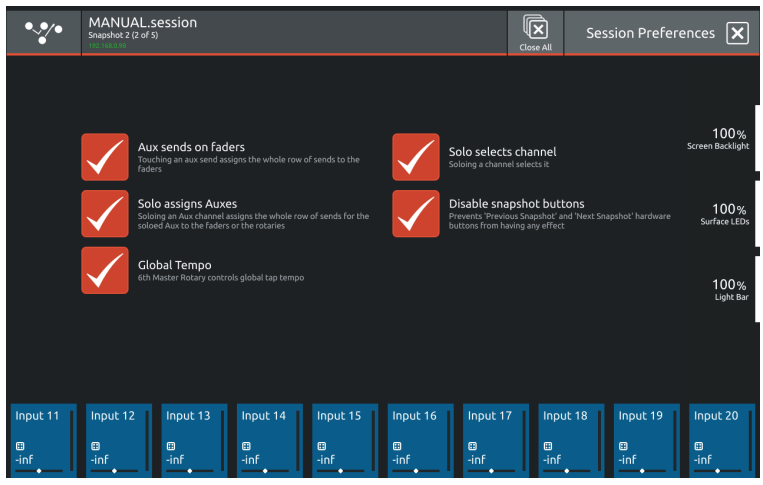 MANUAL.session
Snapshot 2 (2 of 5)
192.168.0.98
Close All
Session Preferences
Aux sends on faders
Touching an aux send assigns the whole row of sends to the
faders
Solo selects channel
Soloing a channel selects it
Solo assigns Auxes
Soloing an Aux channel assigns the whole row of sends for the
soloed Aux to the faders or the rotaries
Disable snapshot buttons
Prevents 'Previous Snapshot' and 'Next Snapshot' hardware
buttons from having any effect
Global Tempo
6th Master Rotary controls global tap tempo
100%
Screen Backlight
100%
Surface LEDs
100%
Light Bar
Input 11
-inf
Input 12
-inf
Input 13
-inf
Input 14
-inf
Input 15
-inf
Input 16
-inf
Input 17
-inf
Input 18
-inf
Input 19
-inf
Input 20
-inf